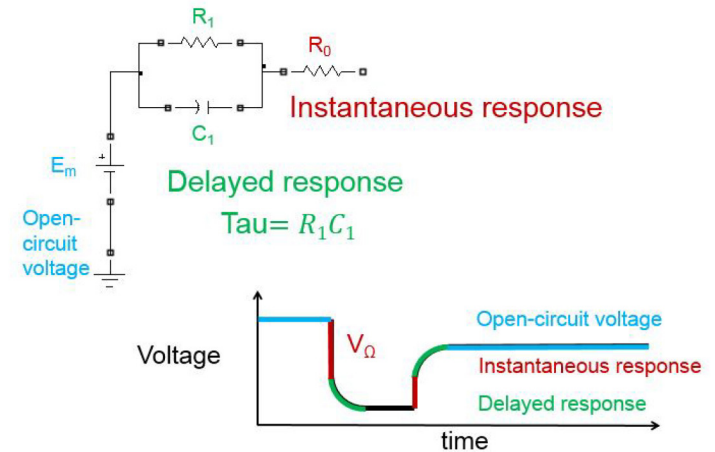 R₁
R₀
Instantaneous response
C₁
+
Eₘ
Delayed response
Tau= 𝑅₁𝐶₁
Open-
circuit
voltage
Open-circuit voltage
V_Ω
Voltage
Instantaneous response
Delayed response
time